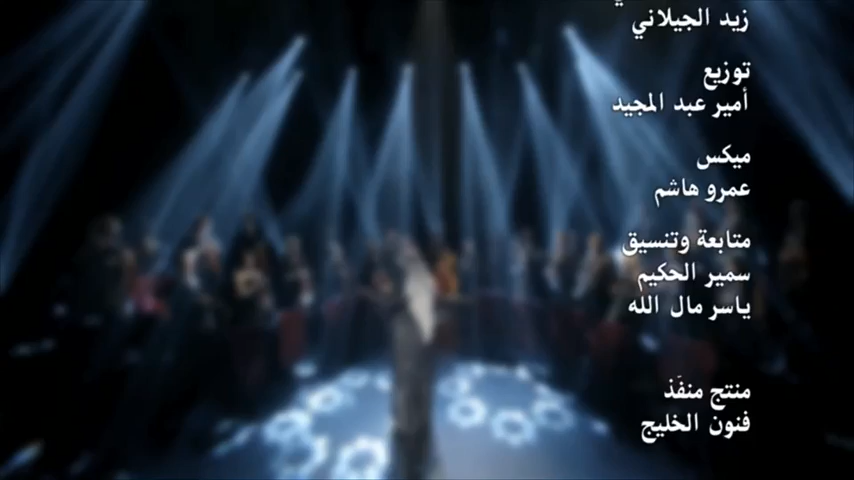 زيد الجيلاني
توزيع
أمير عبد المجيد
ميكس
عمرو هاشم
متابعة وتنسيق
سمير الحكيم
ياسر مال الله
منتج منفَذ
فنون الخليج